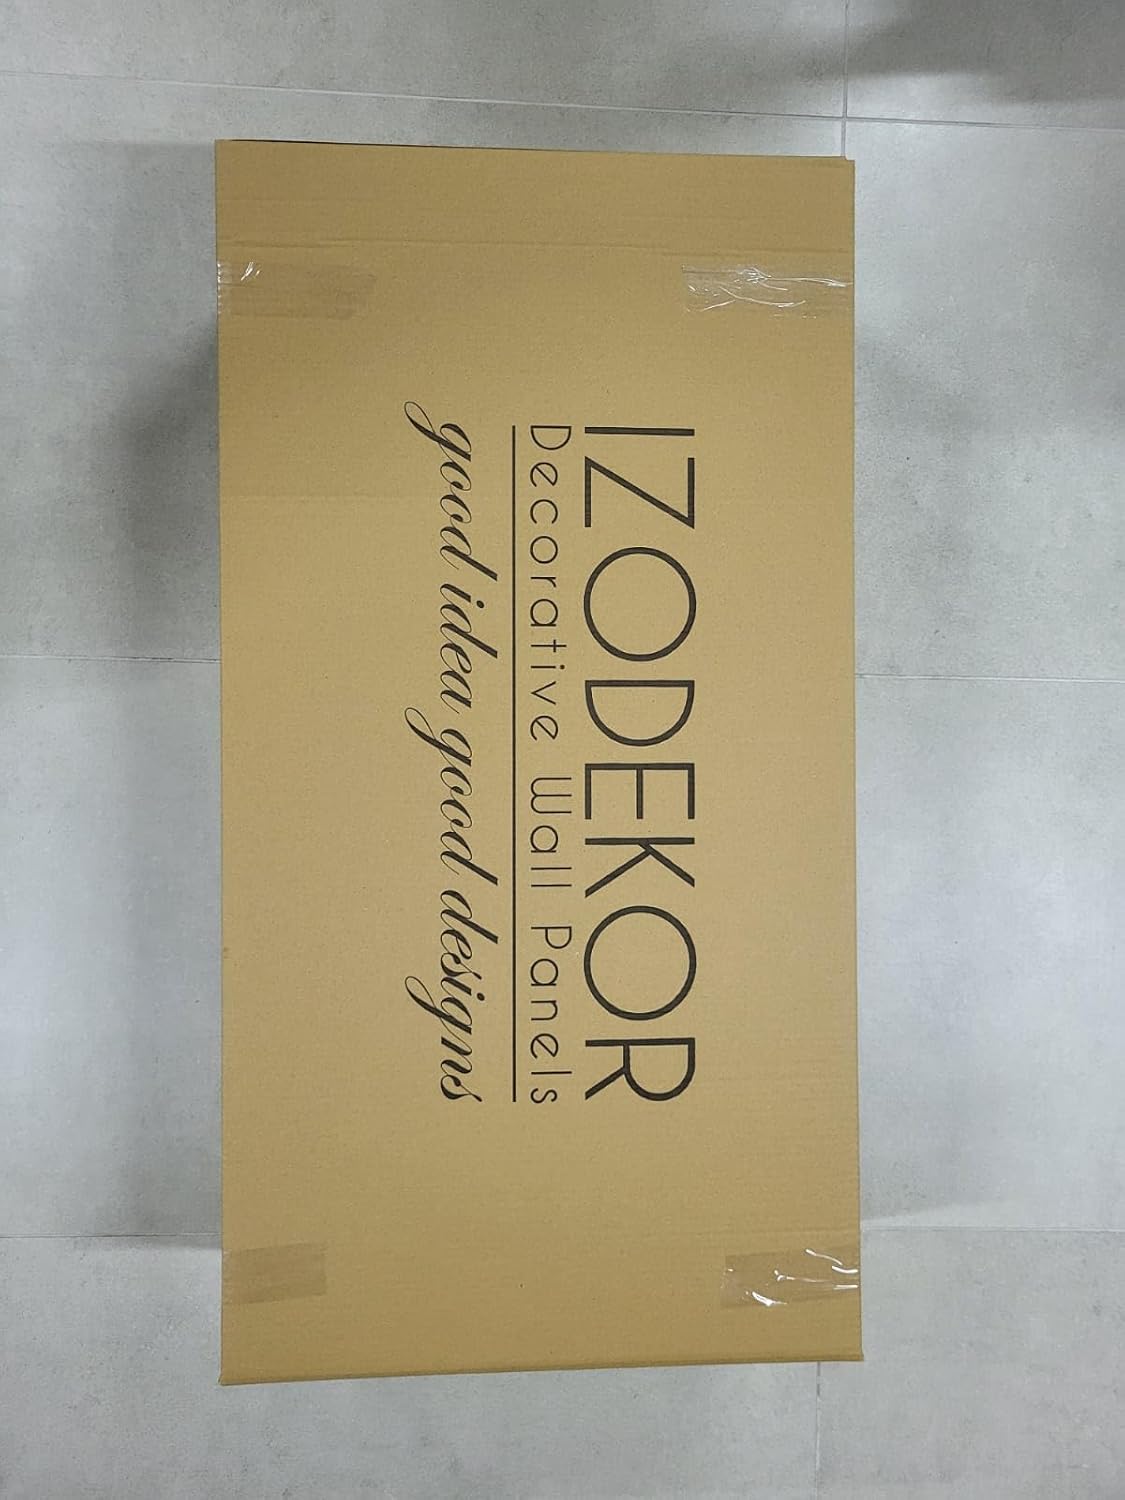 IZODEKOR
Decorative Wall Panels
good idea good designs